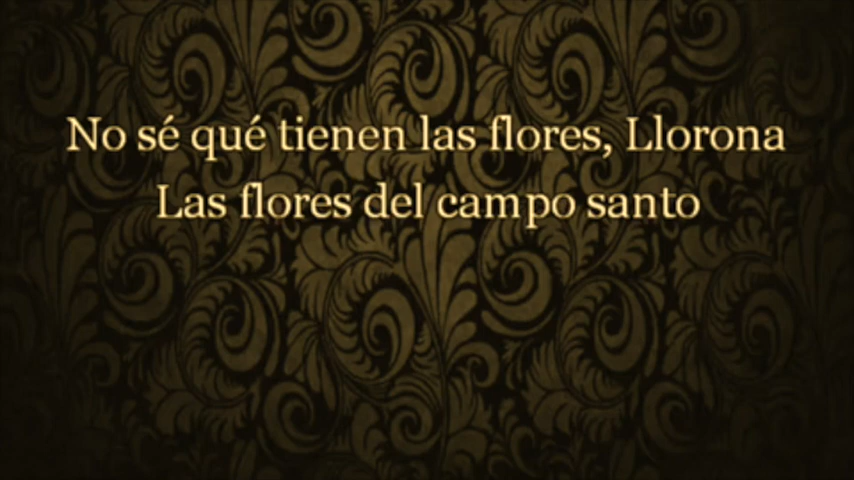 No sé qué tienen las flores, Llorona
Las flores del campo santo